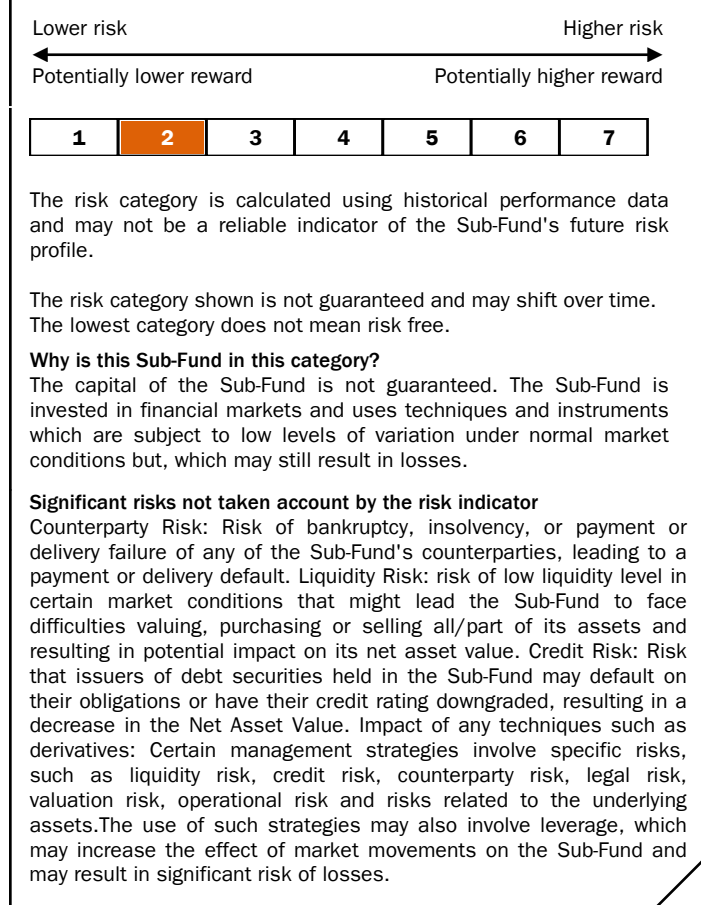 Lower risk Higher risk
Potentially lower reward Potentially higher reward
1 2 3 4 5 6 7
The risk category is calculated using historical performance data
and may not be a reliable indicator of the Sub-Fund's future risk
profile.
The risk category shown is not guaranteed and may shift over time.
The lowest category does not mean risk free.
Why is this Sub-Fund in this category?
The capital of the Sub-Fund is not guaranteed. The Sub-Fund is
invested in financial markets and uses techniques and instruments
which are subject to low levels of variation under normal market
conditions but, which may still result in losses.
Significant risks not taken account by the risk indicator
Counterparty Risk: Risk of bankruptcy, insolvency, or payment or
delivery failure of any of the Sub-Fund's counterparties, leading to a
payment or delivery default. Liquidity Risk: risk of low liquidity level in
certain market conditions that might lead the Sub-Fund to face
difficulties valuing, purchasing or selling all/part of its assets and
resulting in potential impact on its net asset value. Credit Risk: Risk
that issuers of debt securities held in the Sub-Fund may default on
their obligations or have their credit rating downgraded, resulting in a
decrease in the Net Asset Value. Impact of any techniques such as
derivatives: Certain management strategies involve specific risks,
such as liquidity risk, credit risk, counterparty risk, legal risk,
valuation risk, operational risk and risks related to the underlying
assets.The use of such strategies may also involve leverage, which
may increase the effect of market movements on the Sub-Fund and
may result in significant risk of losses.